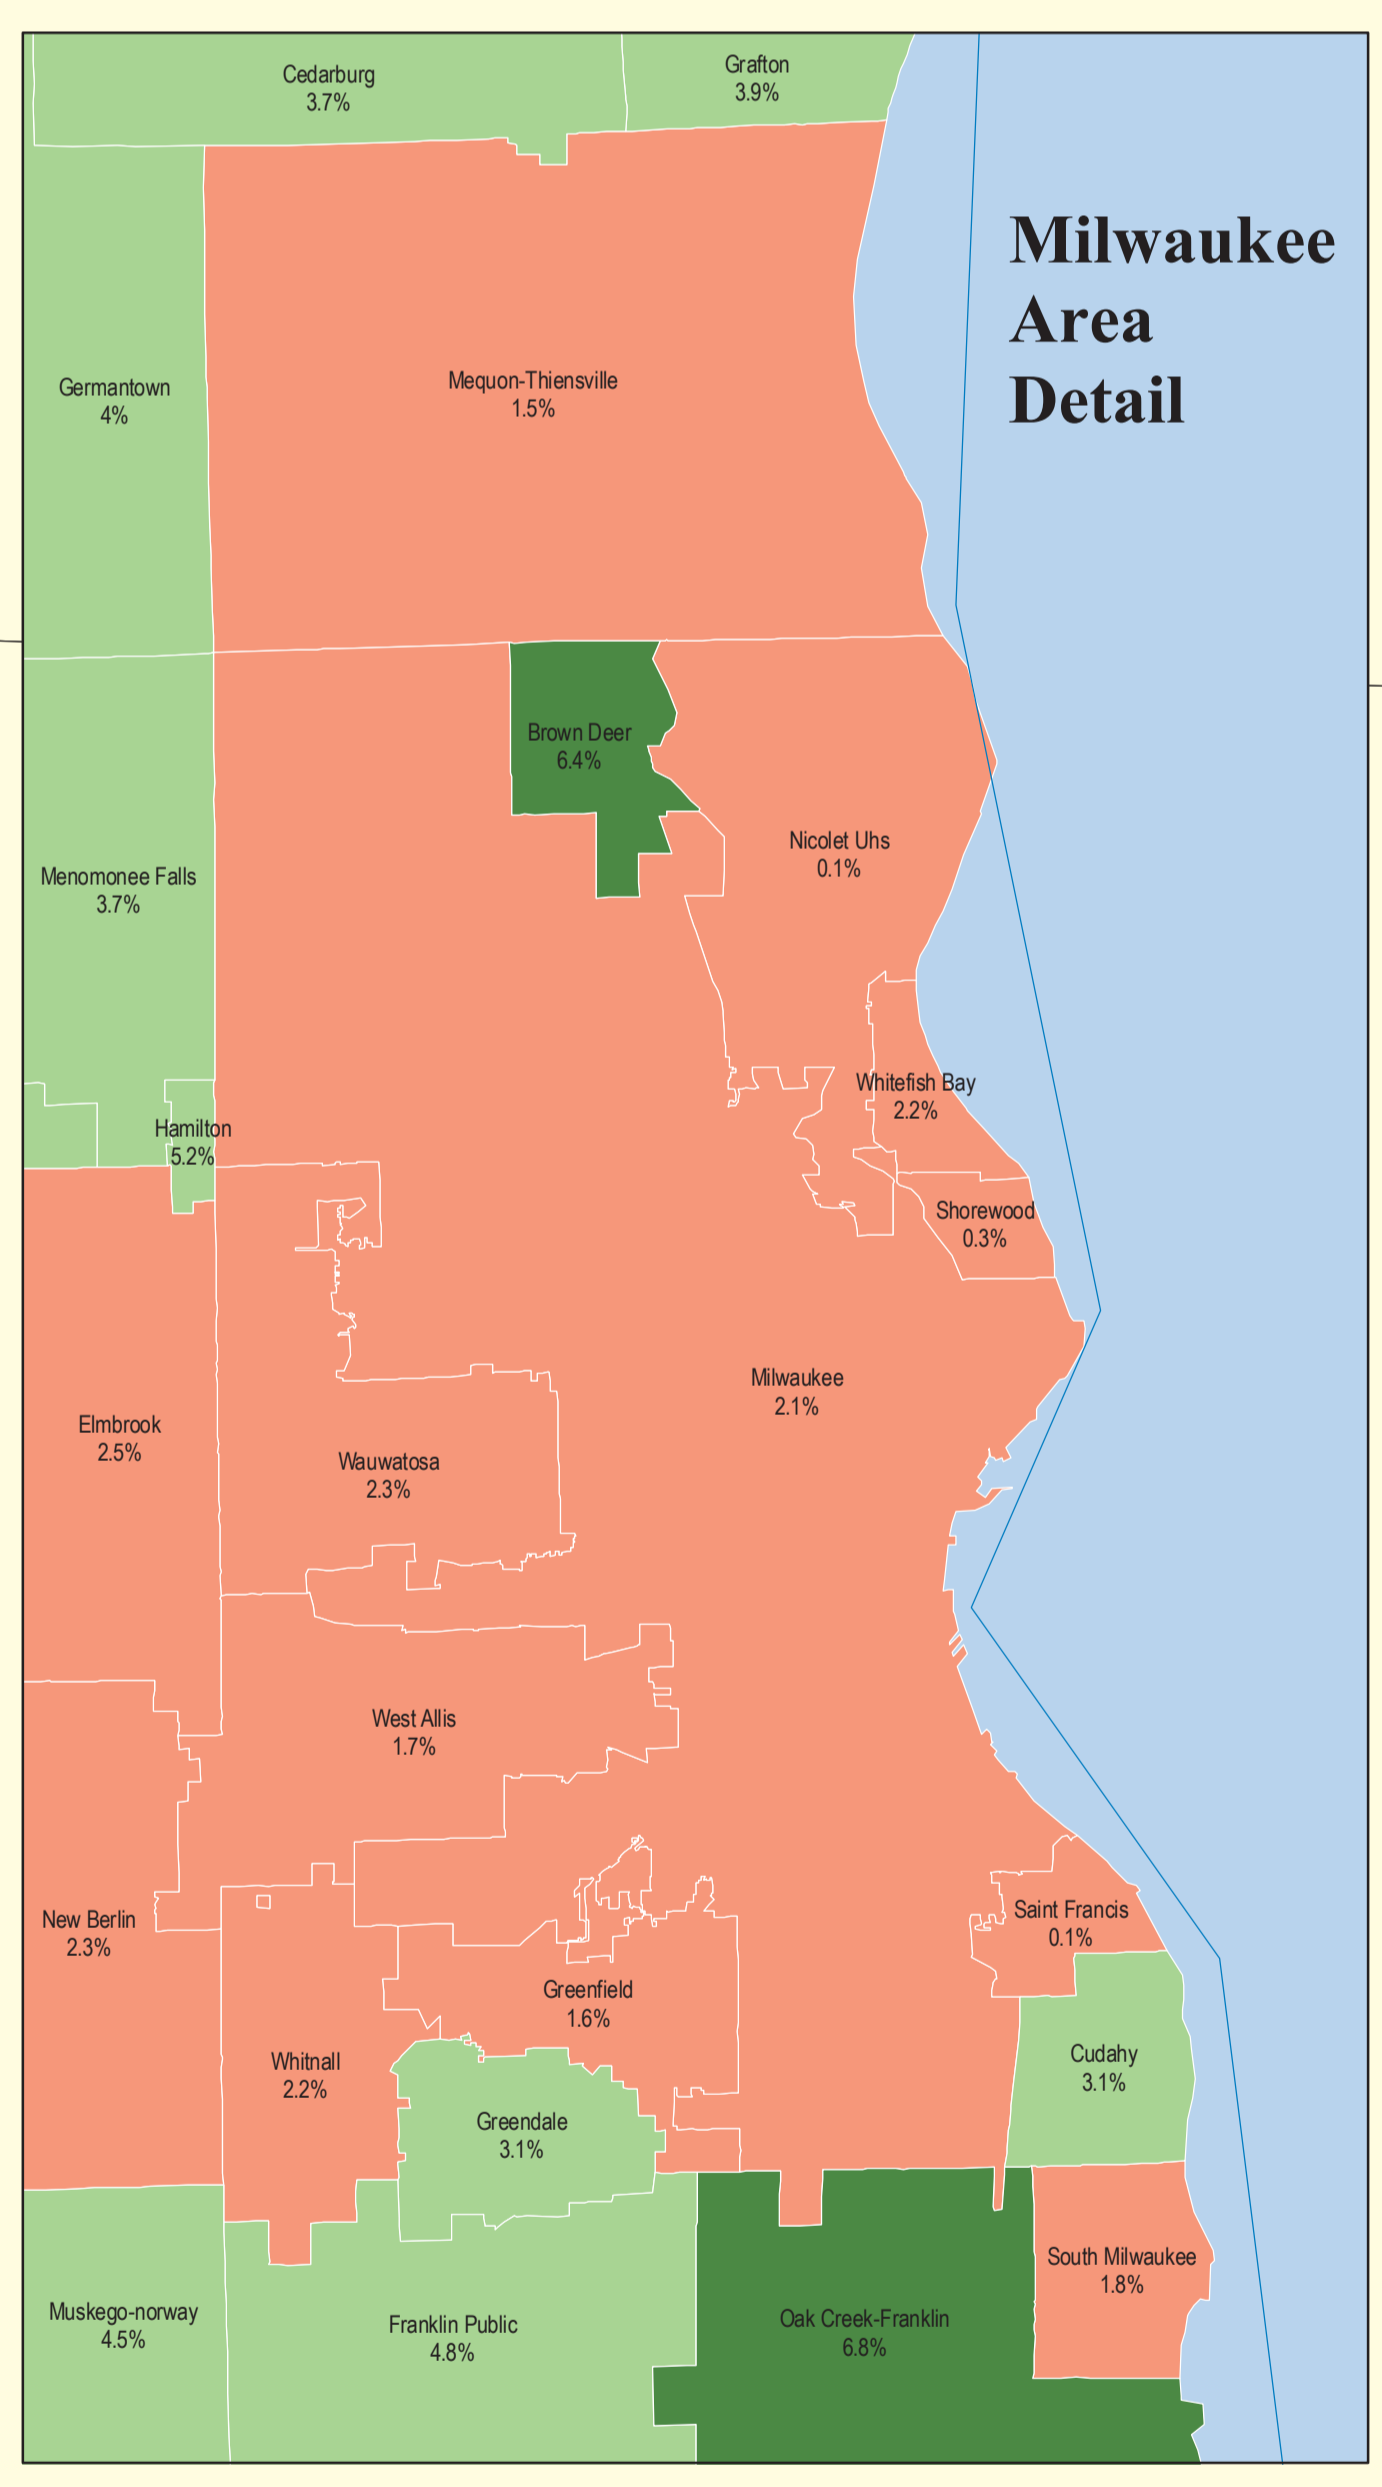 Cedarburg
3.7%
Grafton
3.9%
Milwaukee
Area
Detail
Germantown
4%
Mequon-Thiensville
1.5%
Brown Deer
6.4%
Nicolet Uhs
0.1%
Menomonee Falls
3.7%
Whitefish Bay
2.2%
Hamilton
5.2%
Shorewood
0.3%
Milwaukee
2.1%
Elmbrook
2.5%
Wauwatosa
2.3%
West Allis
1.7%
New Berlin
2.3%
Saint Francis
0.1%
Greenfield
1.6%
Whitnall
2.2%
Cudahy
3.1%
Greendale
3.1%
South Milwaukee
1.8%
Muskego-norway
4.5%
Franklin Public
4.8%
Oak Creek-Franklin
6.8%